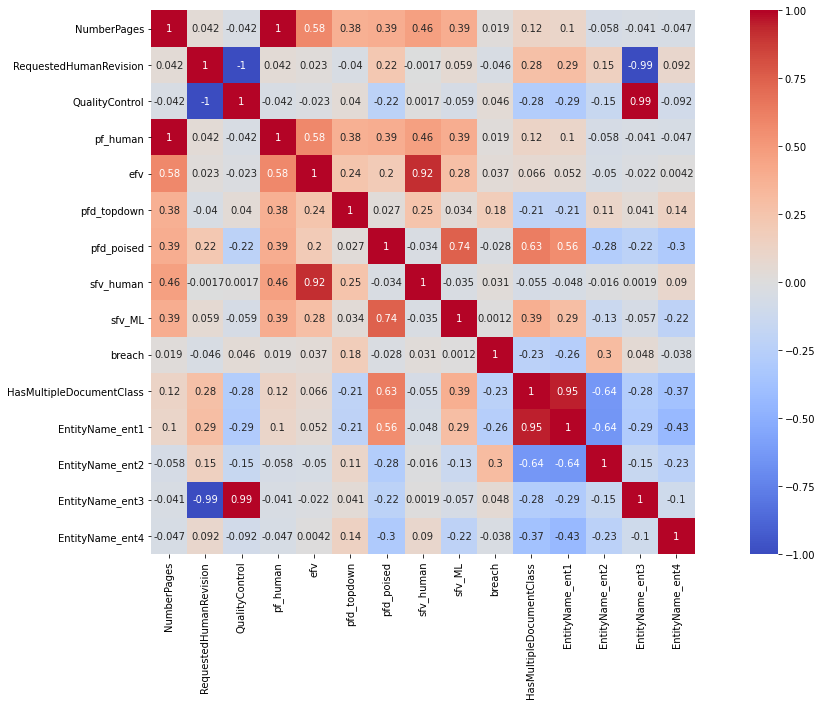 NumberPages 1 0.042 -0.042 1 0.58 0.38 0.39 0.46 0.39 0.019 0.12 0.1 -0.058 -0.041 -0.047
RequestedHumanRevision 0.042 1 -1 0.042 0.023 -0.04 0.22 -0.0017 0.059 -0.046 0.28 0.29 0.15 -0.99 0.092
QualityControl -0.042 -1 1 -0.042 -0.023 0.04 -0.22 0.0017 -0.059 0.046 -0.28 -0.29 -0.15 0.99 -0.092
pf_human 1 0.042 -0.042 1 0.58 0.38 0.39 0.46 0.39 0.019 0.12 0.1 -0.058 -0.041 -0.047
efv 0.58 0.023 -0.023 0.58 1 0.24 0.2 0.92 0.28 0.037 0.066 0.052 -0.05 -0.022 0.0042
pfd_topdown 0.38 -0.04 0.04 0.38 0.24 1 0.027 0.25 0.034 0.18 -0.21 -0.21 0.11 0.041 0.14
pfd_poised 0.39 0.22 -0.22 0.39 0.2 0.027 1 -0.034 0.74 -0.028 0.63 0.56 -0.28 -0.22 -0.3
sfv_human 0.46 -0.0017 0.0017 0.46 0.92 0.25 -0.034 1 -0.035 0.031 -0.055 -0.048 -0.016 0.0019 0.09
sfv_ML 0.39 0.059 -0.059 0.39 0.28 0.034 0.74 -0.035 1 0.0012 0.39 0.29 -0.13 -0.057 -0.22
breach 0.019 -0.046 0.046 0.019 0.037 0.18 -0.028 0.031 0.0012 1 -0.23 -0.26 0.3 0.048 -0.038
HasMultipleDocumentClass 0.12 0.28 -0.28 0.12 0.066 -0.21 0.63 -0.055 0.39 -0.23 1 0.95 -0.64 -0.28 -0.37
EntityName_ent1 0.1 0.29 -0.29 0.1 0.052 -0.21 0.56 -0.048 0.29 -0.26 0.95 1 -0.64 -0.29 -0.43
EntityName_ent2 -0.058 0.15 -0.15 -0.058 -0.05 0.11 -0.28 -0.016 -0.13 0.3 -0.64 -0.64 1 -0.15 -0.23
EntityName_ent3 -0.041 -0.99 0.99 -0.041 -0.022 0.041 -0.22 0.0019 -0.057 0.048 -0.28 -0.29 -0.15 1 -0.1
EntityName_ent4 -0.047 0.092 -0.092 -0.047 0.0042 0.14 -0.3 0.09 -0.22 -0.038 -0.37 -0.43 -0.23 -0.1 1
NumberPages
RequestedHumanRevision
QualityControl
pf_human
efv
pfd_topdown
pfd_poised
sfv_human
sfv_ML
breach
HasMultipleDocumentClass
EntityName_ent1
EntityName_ent2
EntityName_ent3
EntityName_ent4
1.00
0.75
0.50
0.25
0.00
−0.25
−0.50
−0.75
−1.00